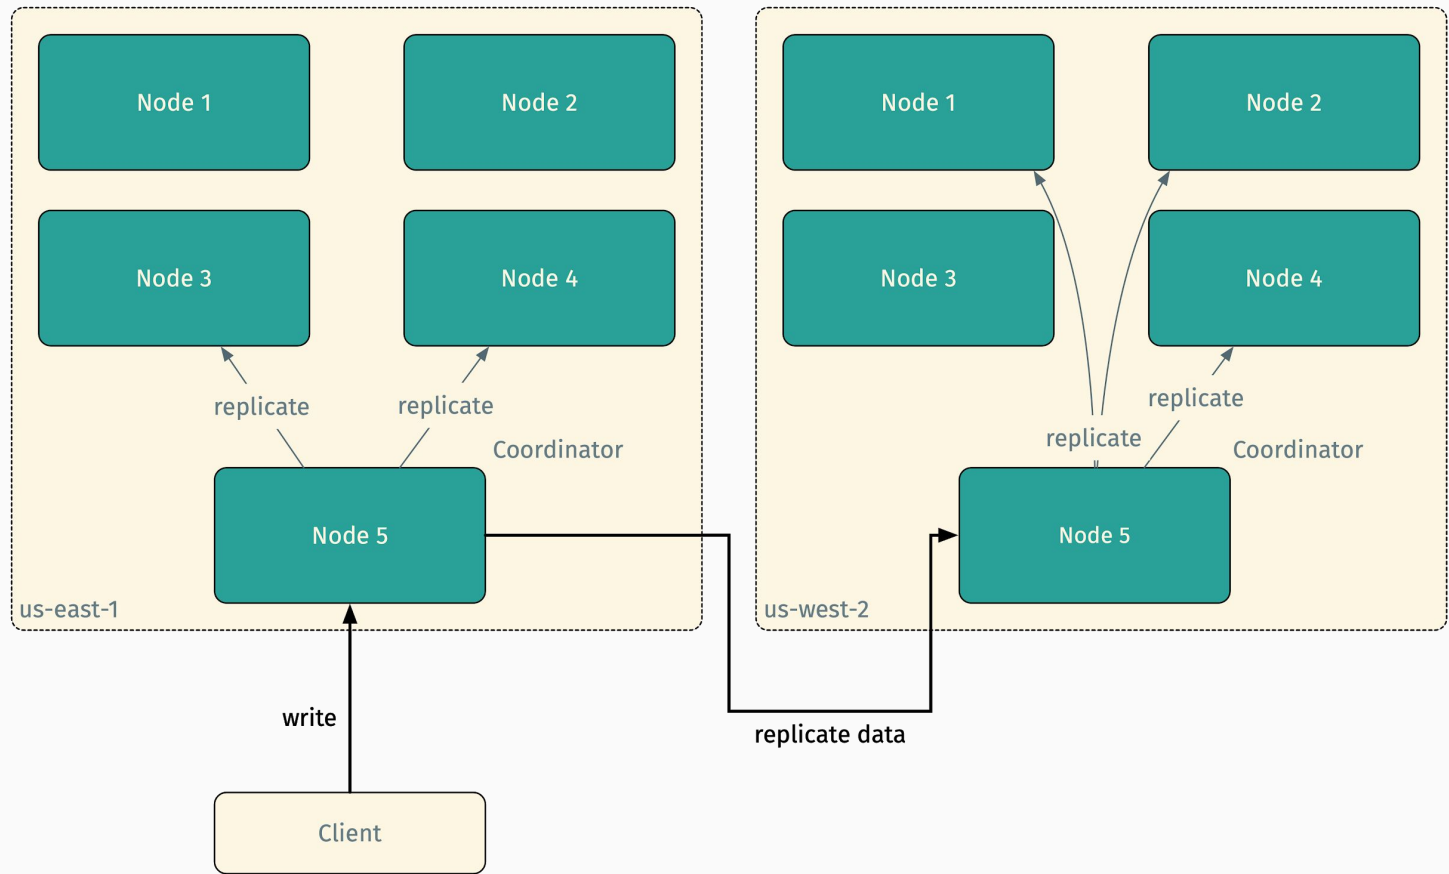 Node 1
Node 2
Node 3
Node 4
replicate
replicate
Coordinator
Node 5
us-east-1
Node 1
Node 2
Node 3
Node 4
replicate
replicate
Coordinator
Node 5
us-west-2
write
replicate data
Client